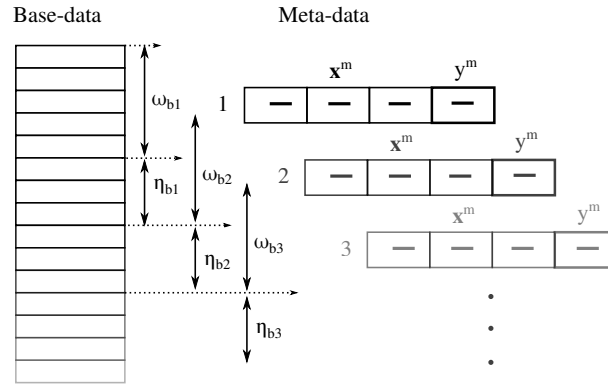 Base-data Meta-data
x^m y^m
1
ω_b1
x^m y^m
2
ω_b2
η_b1
x^m y^m
3
ω_b3
η_b2
η_b3